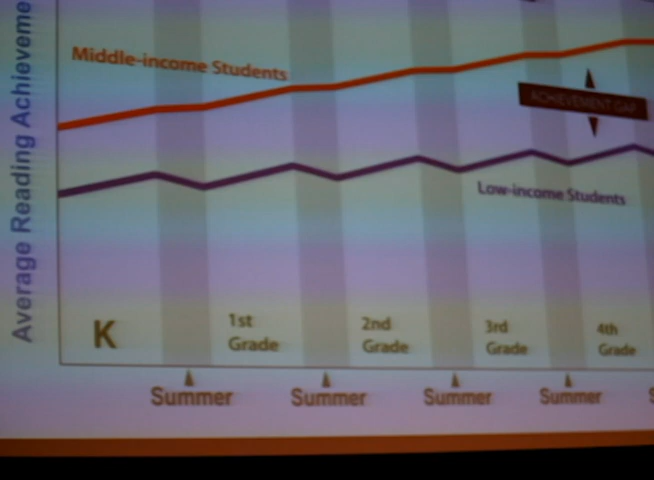 Average Reading Achieveme
Middle-income Students
ACHIEVEMENT GAP
Low-income Students
K
1st
Grade
2nd
Grade
3rd
Grade
4th
Grade
Summer
Summer
Summer
Summer
S